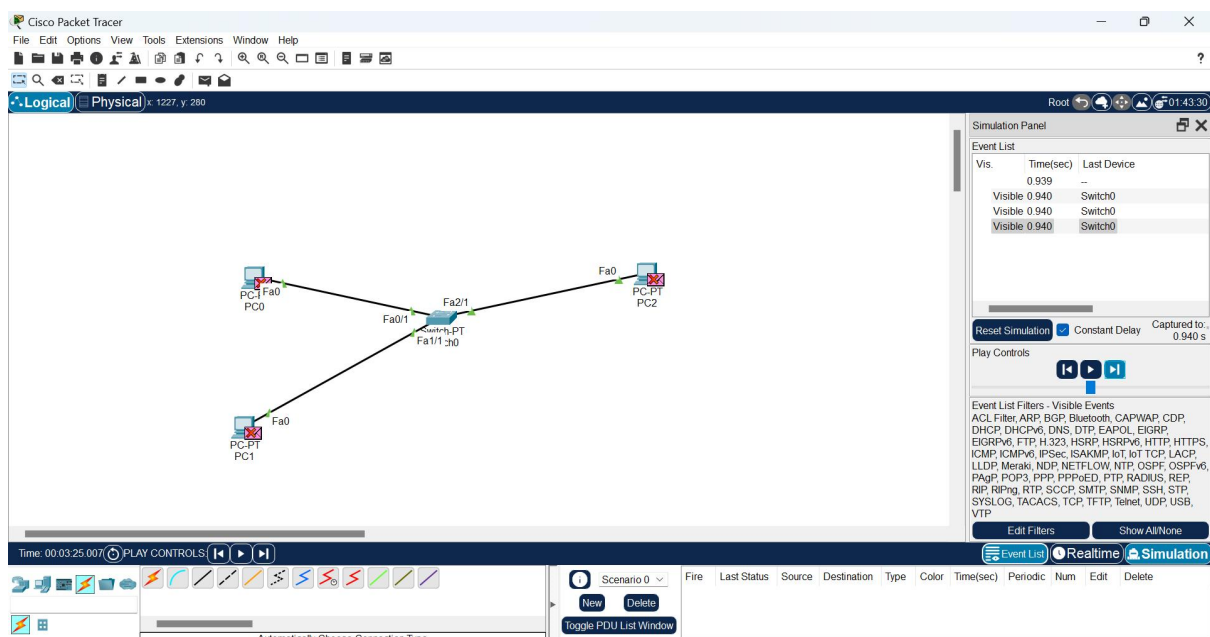 Cisco Packet Tracer
File Edit Options View Tools Extensions Window Help
?
Logical Physical x: 1227, y: 280 Root 01:43:30
Simulation Panel
Event List
Vis. Time(sec) Last Device
0.939 --
Visible 0.940 Switch0
Visible 0.940 Switch0
Visible 0.940 Switch0
Reset Simulation Constant Delay Captured to:
0.940 s
Play Controls
Event List Filters - Visible Events
ACL Filter, ARP, BGP, Bluetooth, CAPWAP, CDP,
DHCP, DHCPv6, DNS, DTP, EAPOL, EIGRP,
EIGRPv6, FTP, H.323, HSRP, HSRPv6, HTTP, HTTPS,
ICMP, ICMPv6, IPSec, ISAKMP, IoT, IoT TCP, LACP,
LLDP, Meraki, NDP, NETFLOW, NTP, OSPF, OSPFv6,
PAgP, POP3, PPP, PPPoED, PTP, RADIUS, REP,
RIP, RIPng, RTP, SCCP, SMTP, SNMP, SSH, STP,
SYSLOG, TACACS, TCP, TFTP, Telnet, UDP, USB,
VTP
Edit Filters Show All/None
Fa0
PC0
Fa0/1
Fa2/1
Fa1/1
Fa0
PC-PT
PC2
Fa0
PC-PT
PC1
Time: 00:03:25.007 PLAY CONTROLS: Event List Realtime Simulation
Scenario 0
New Delete
Toggle PDU List Window
Fire Last Status Source Destination Type Color Time(sec) Periodic Num Edit Delete